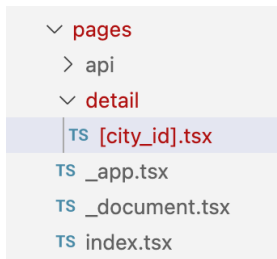 pages
api
detail
TS [city_id].tsx
TS _app.tsx
TS _document.tsx
TS index.tsx